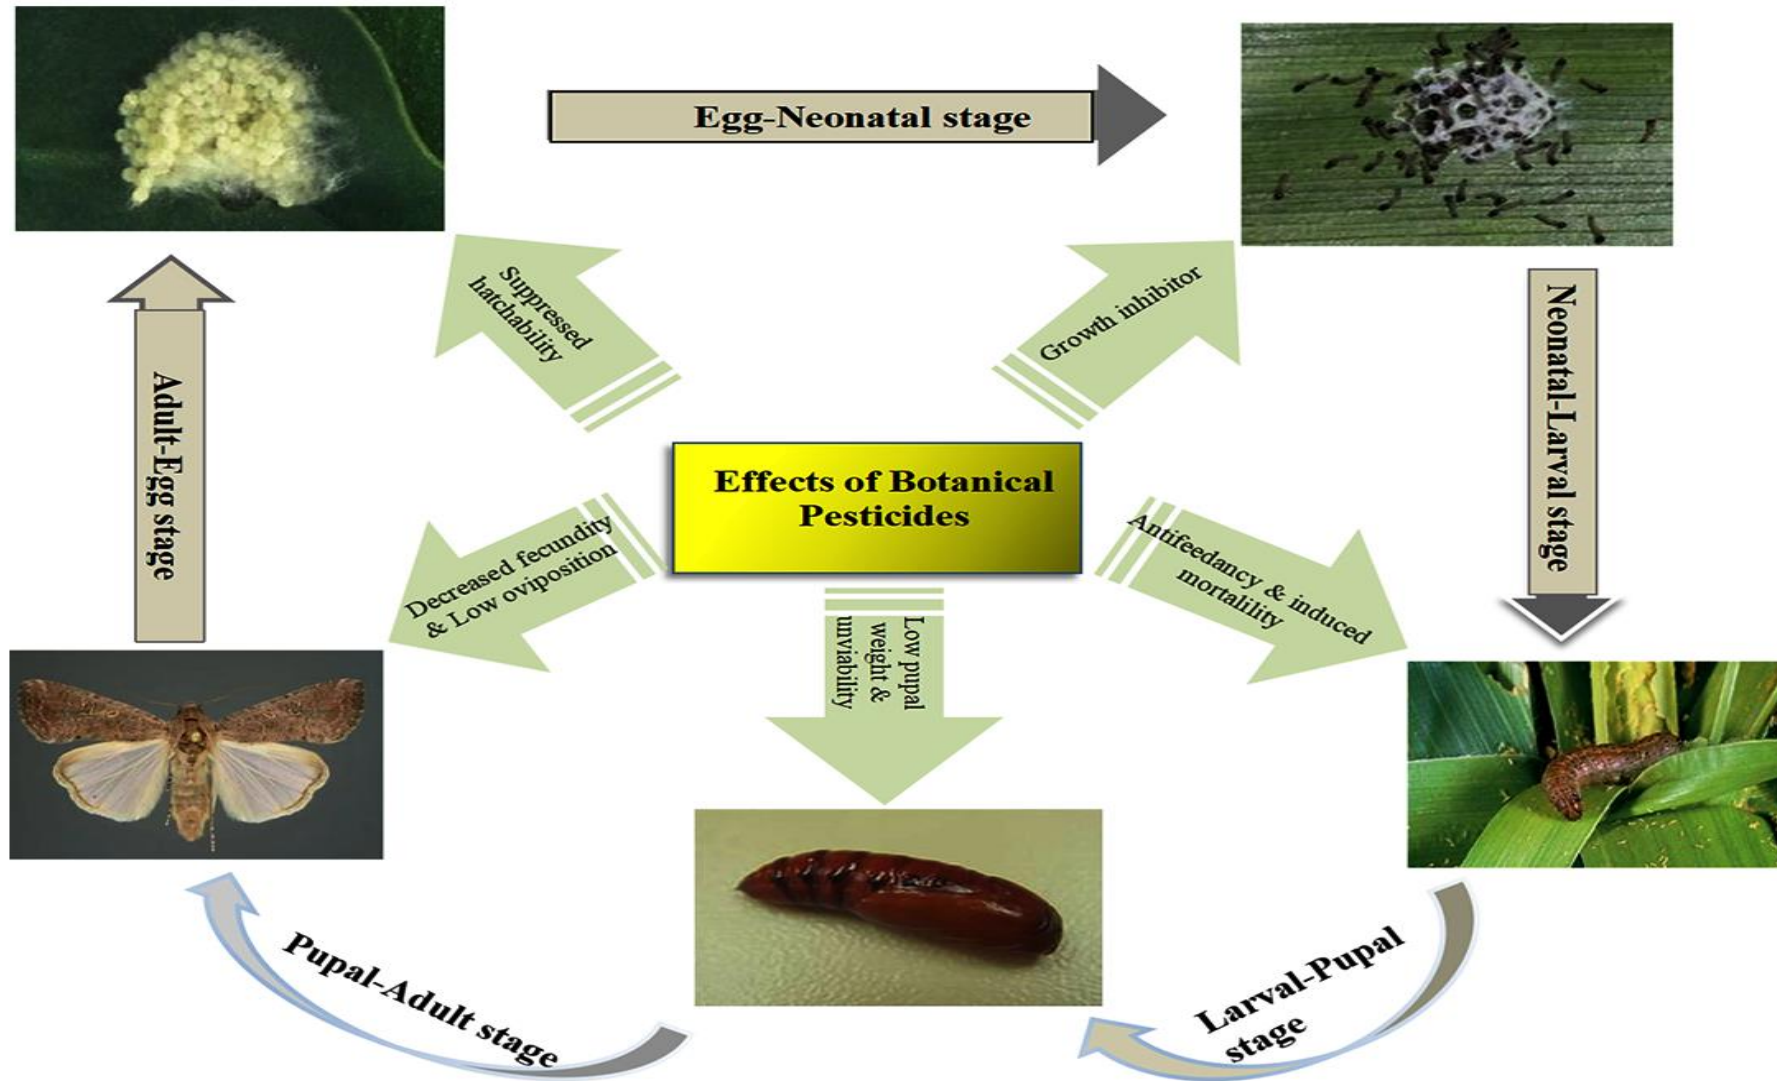 Egg-Neonatal stage
Suppressed
hatchability
Growth inhibitor
Neonatal-Larval stage
Adult-Egg stage
Effects of Botanical
Pesticides
Decreased fecundity
& Low oviposition
Antifeedancy & induced
mortalility
Low pupal
weight &
unviability
Pupal-Adult stage
Larval-Pupal
stage